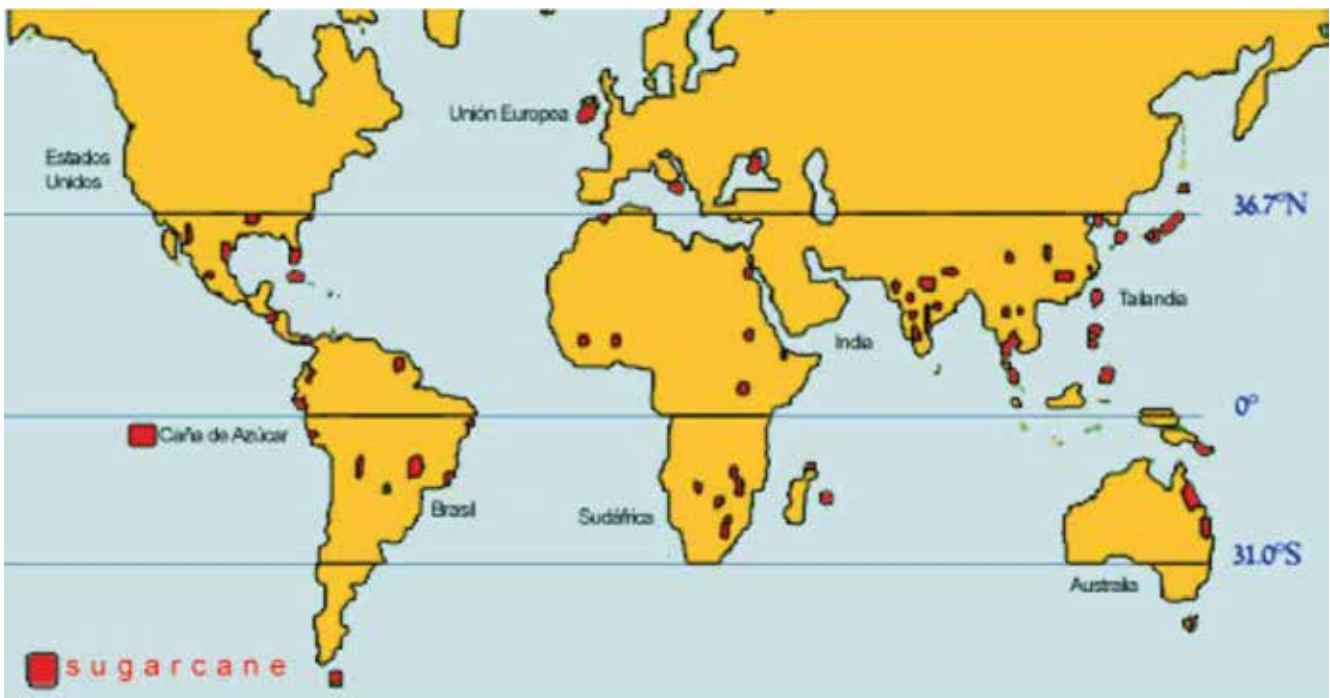 Unión Europea
Estados
Unidos
36.7°N
Tailandia
India
0°
Caña de Azúcar
Brasil
Sudáfrica
31.0°S
Australia
sugarcane